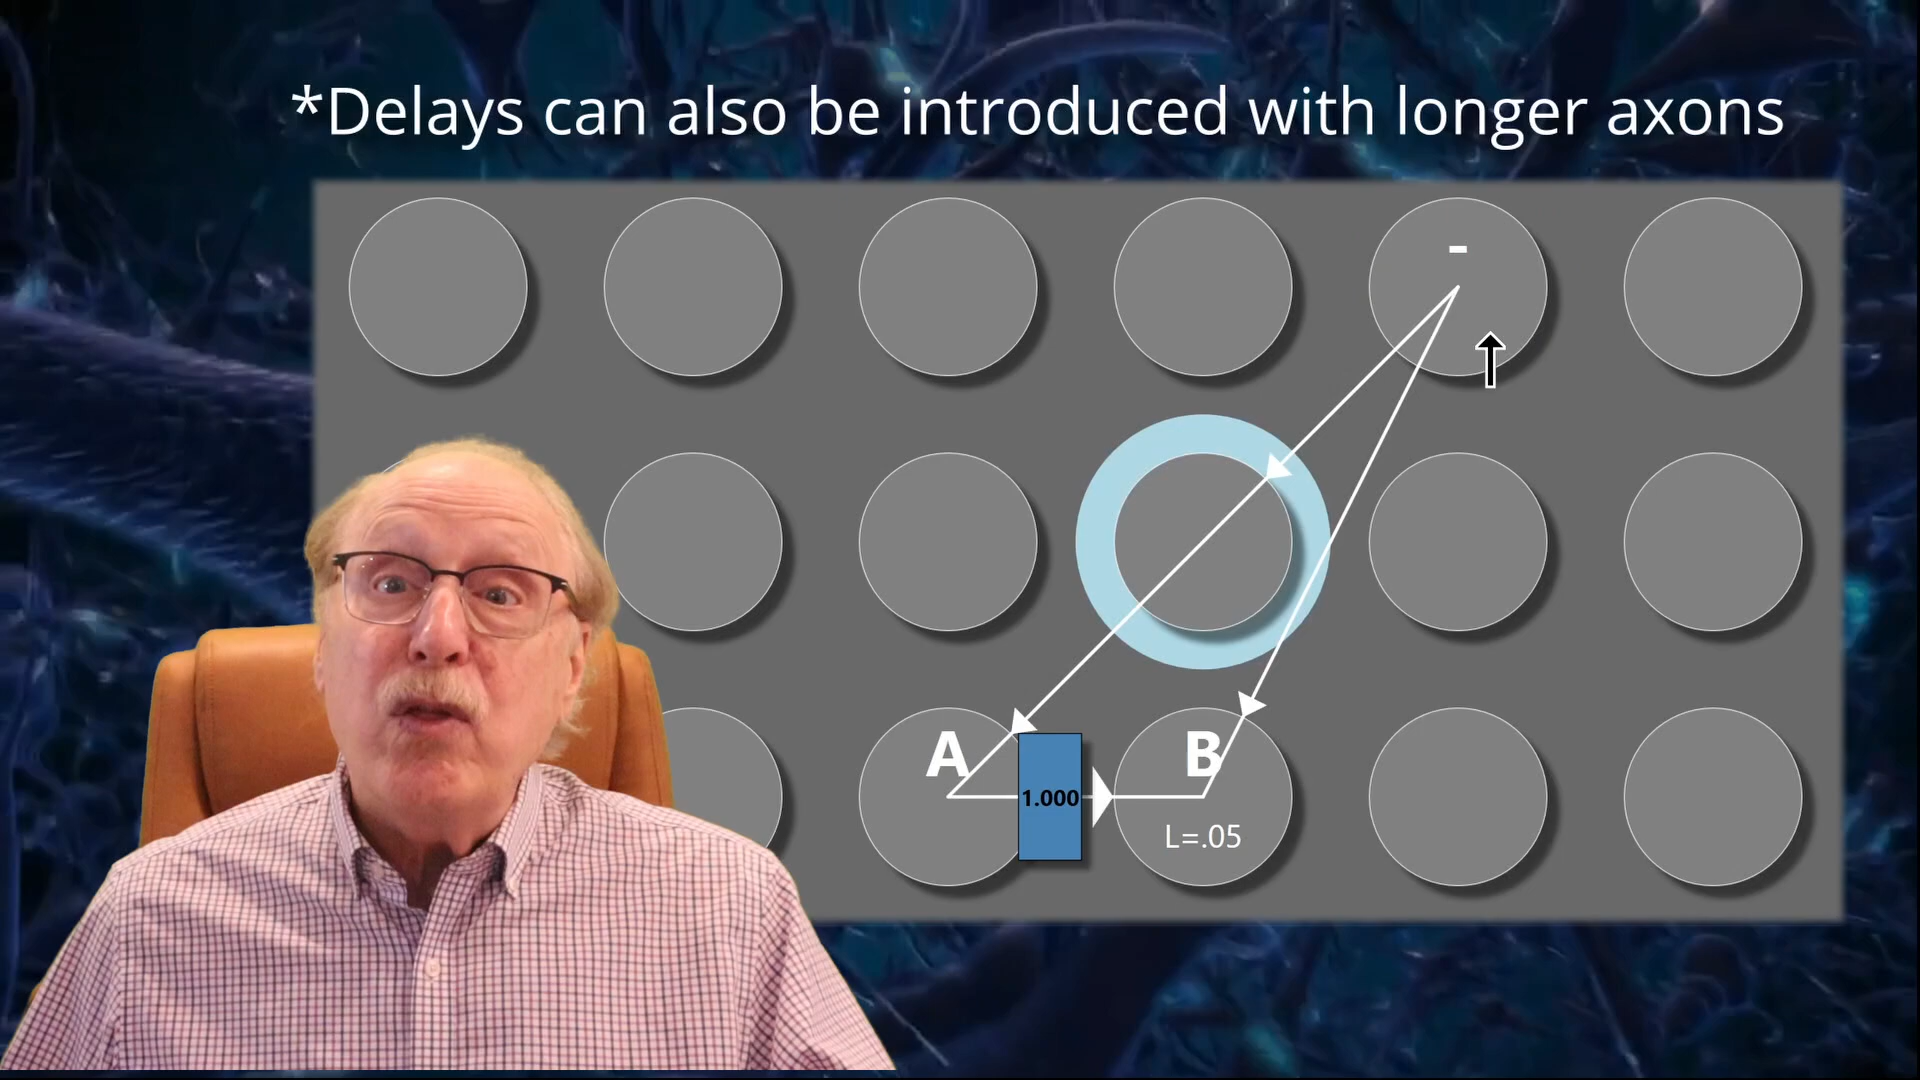 *Delays can also be introduced with longer axons
-
A
B
1.000
L=.05